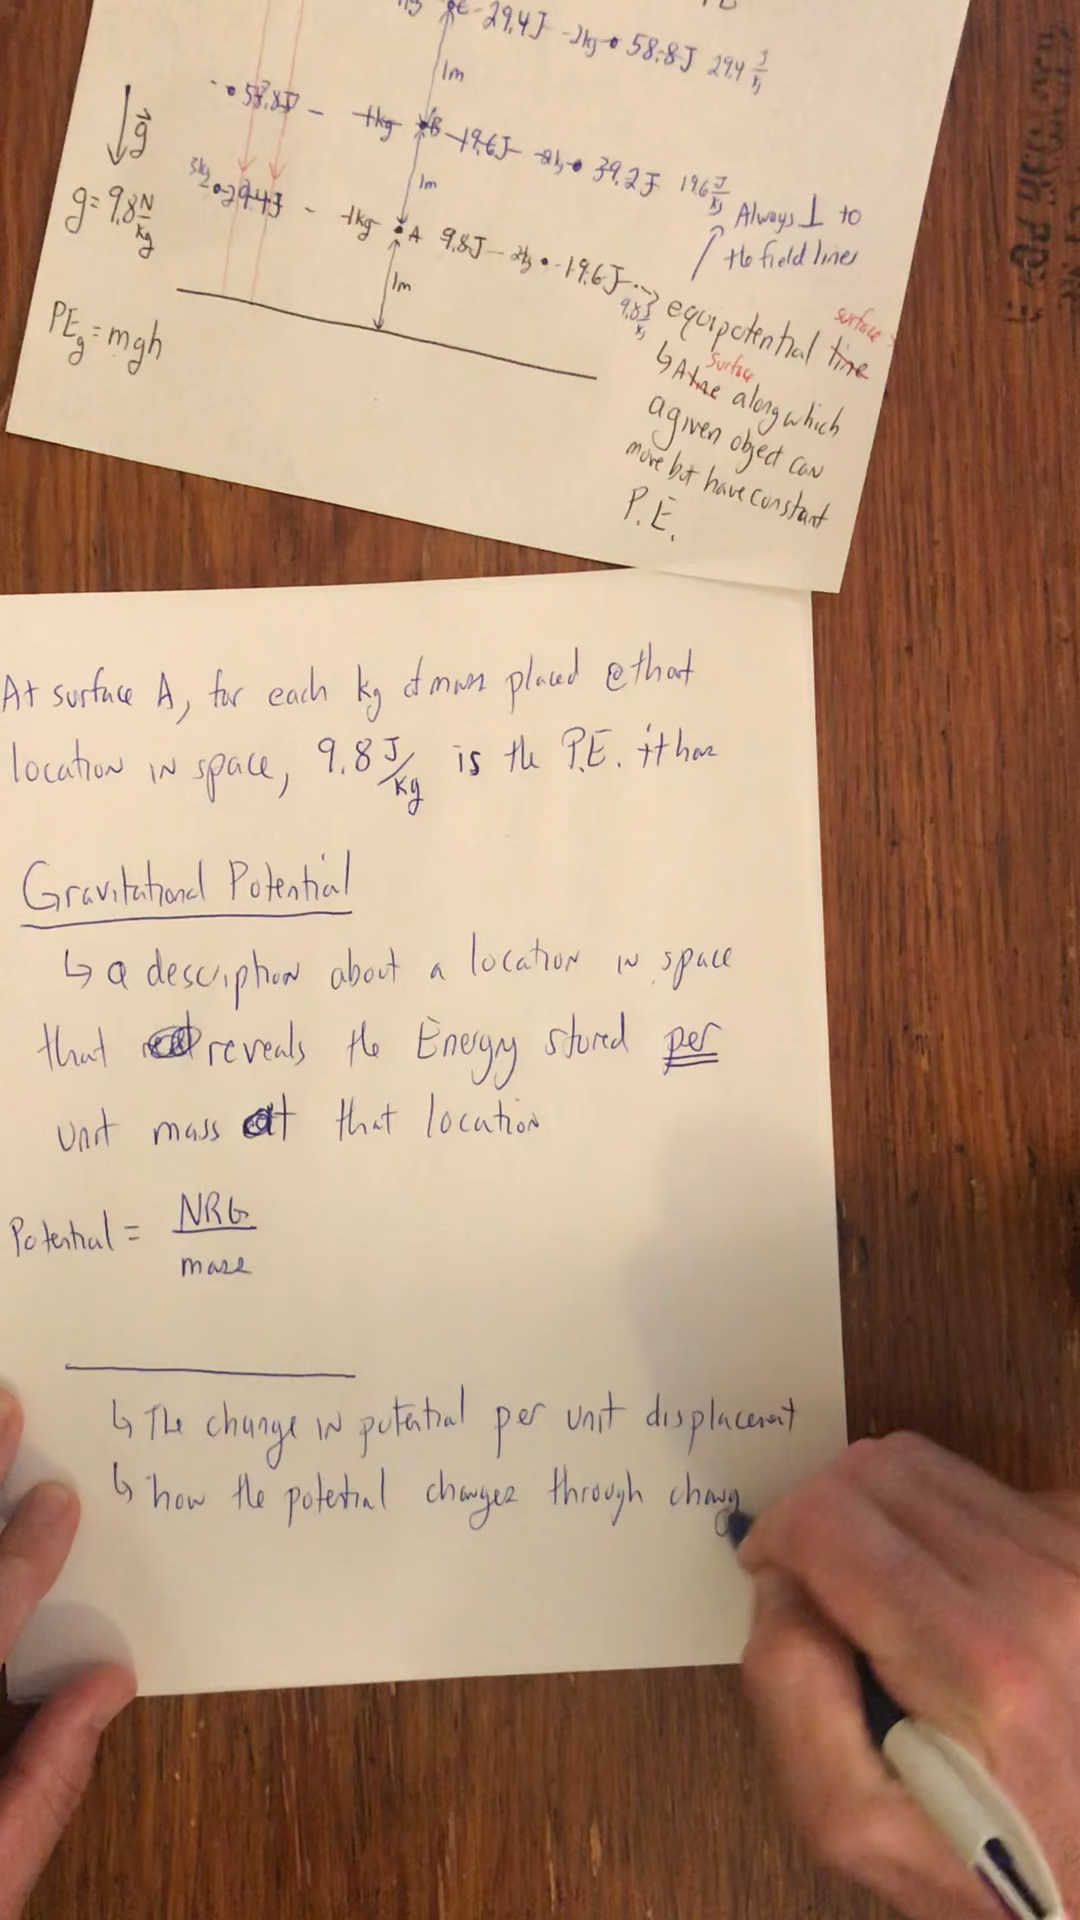 29.4J -2kg • 58.8J 29.4 J/kg
1m
58.8J - 1kg B 19.6J 2kg • 39.2J 19.6 J/kg
1m
g
g = 9.8 N/kg
3kg • 29.4J - 1kg • A 9.8J - 2kg • -19.6J --> 9.8 J/kg
Always ⊥ to
the field lines
1m
PEg = mgh
equipotential line surface
↳ A line surface along which
a given object can
move but have constant
P.E.
At surface A, for each kg of mass placed @ that
location in space, 9.8 J/kg is the P.E. it has
Gravitational Potential
↳ a description about a location in space
that reveals the Energy stored per
unit mass at that location
Potential = NRG/mass
↳ The change in potential per unit displacement
↳ how the potential changes through chang